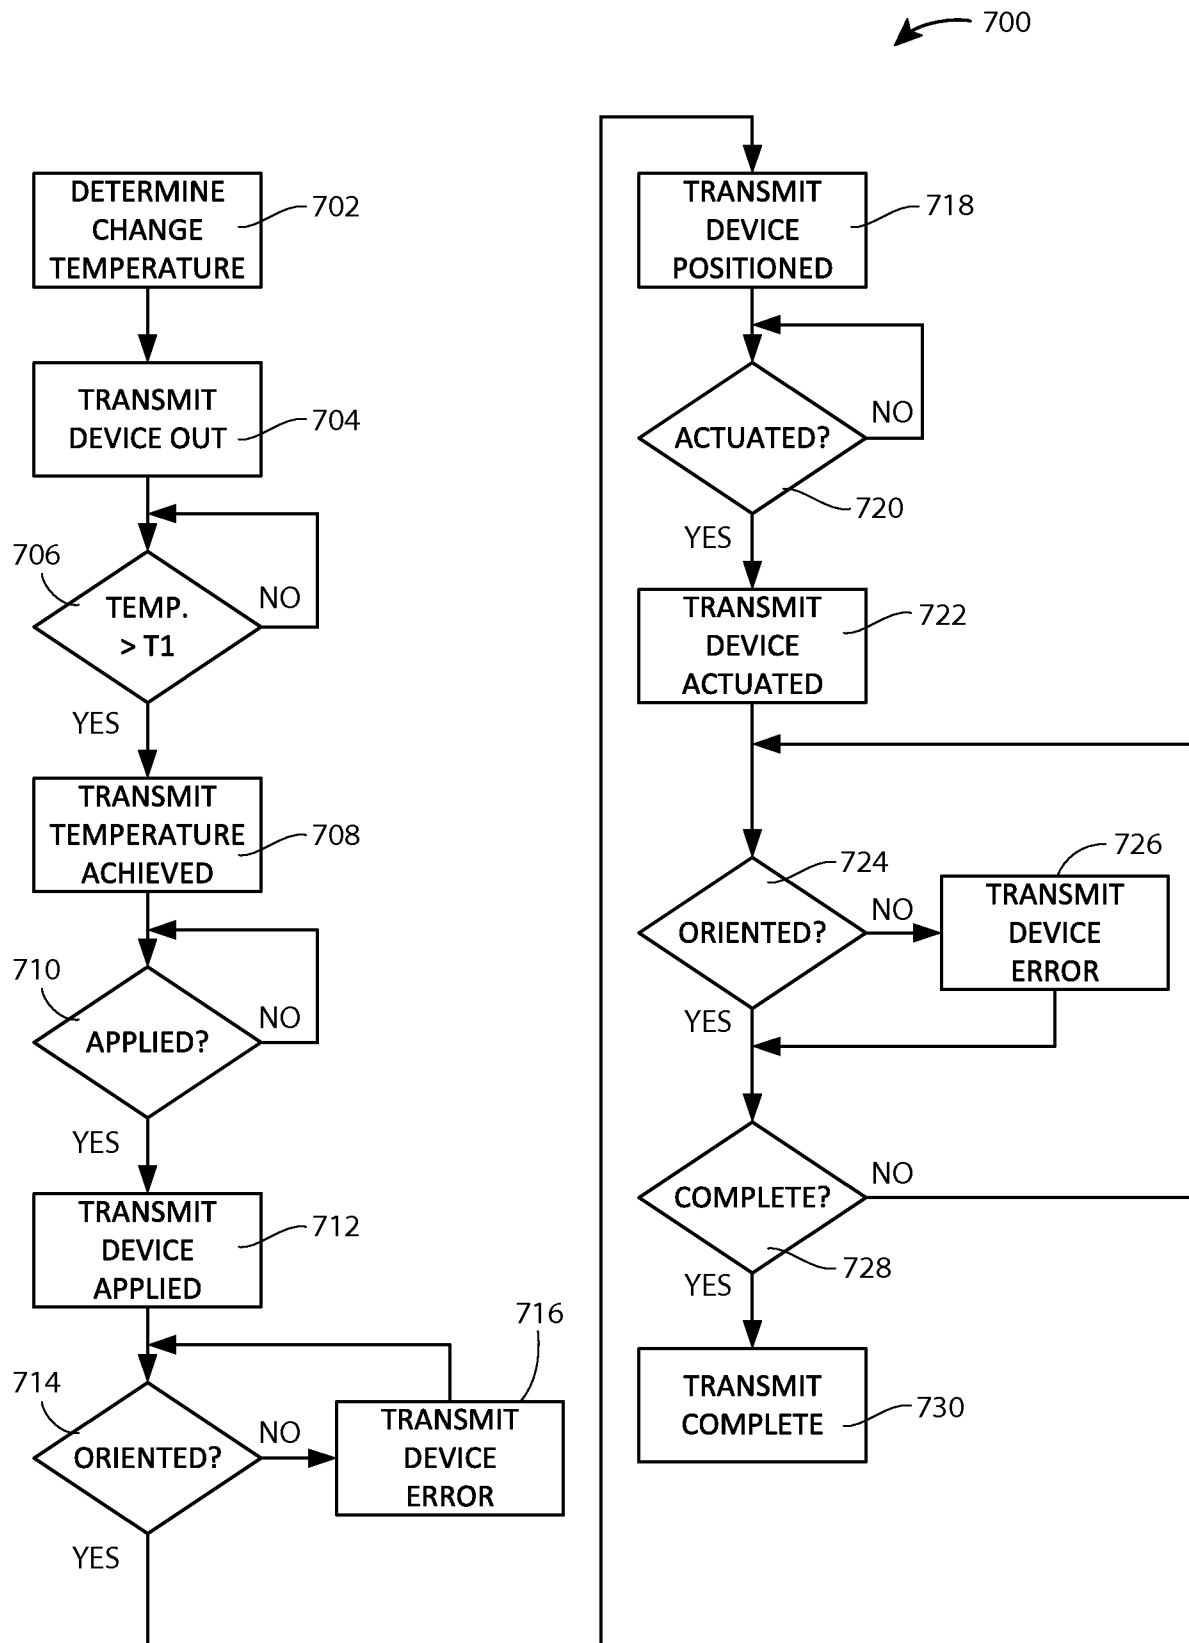 700
DETERMINE
CHANGE
TEMPERATURE
702
TRANSMIT
DEVICE OUT
704
706
TEMP.
> T1
NO
YES
TRANSMIT
TEMPERATURE
ACHIEVED
708
710
APPLIED?
NO
YES
TRANSMIT
DEVICE
APPLIED
712
714
ORIENTED?
NO
716
TRANSMIT
DEVICE
ERROR
YES
TRANSMIT
DEVICE
POSITIONED
718
ACTUATED?
NO
720
YES
TRANSMIT
DEVICE
ACTUATED
722
724
ORIENTED?
NO
726
TRANSMIT
DEVICE
ERROR
YES
COMPLETE?
NO
728
YES
TRANSMIT
COMPLETE
730